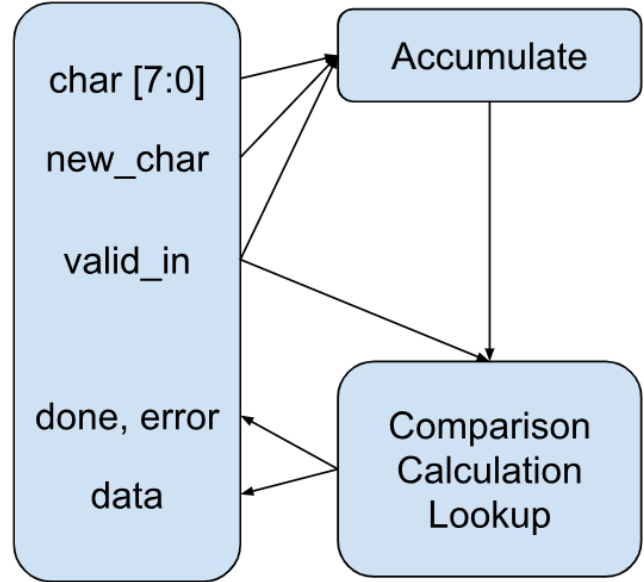 char [7:0]
new_char
valid_in
done, error
data
Accumulate
Comparison
Calculation
Lookup